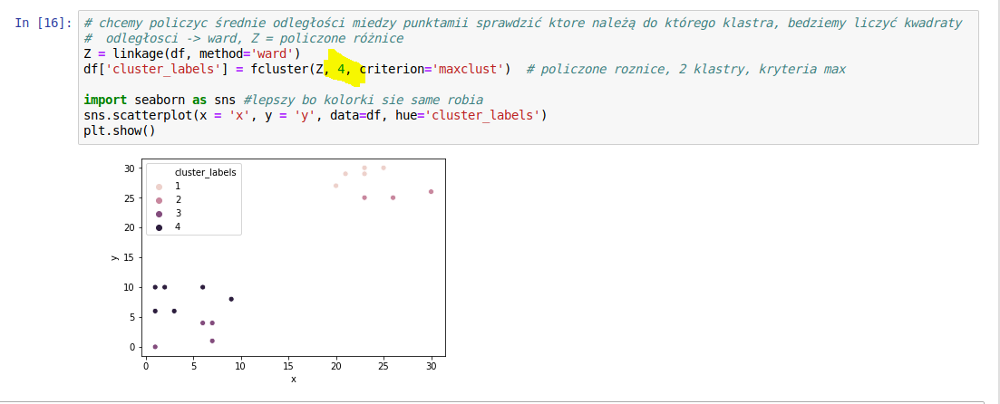 In [16]: # chcemy policzyc średnie odległości miedzy punktamii sprawdzić ktore należą do którego klastra, bedziemy liczyć kwadraty
#  odległosci -> ward, Z = policzone różnice
Z = linkage(df, method='ward')
df['cluster_labels'] = fcluster(Z, 4, criterion='maxclust')  # policzone roznice, 2 klastry, kryteria max
import seaborn as sns #lepszy bo kolorki sie same robia
sns.scatterplot(x = 'x', y = 'y', data=df, hue='cluster_labels')
plt.show()
cluster_labels
1
2
3
4
30
25
20
15
10
5
0
y
0 5 10 15 20 25 30
x